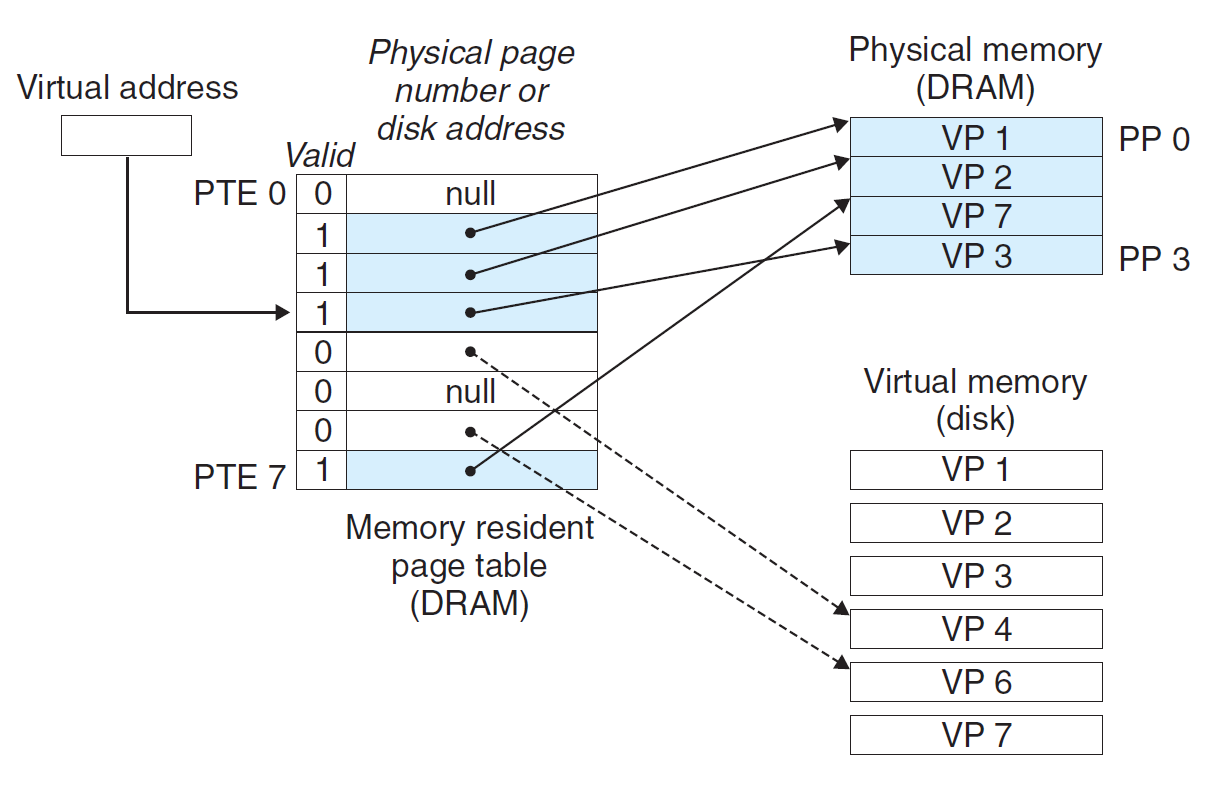 Virtual address
Physical page
number or
disk address
Valid
PTE 0
0
null
1
1
1
0
0
null
0
PTE 7
1
Memory resident
page table
(DRAM)
Physical memory
(DRAM)
VP 1
PP 0
VP 2
VP 7
VP 3
PP 3
Virtual memory
(disk)
VP 1
VP 2
VP 3
VP 4
VP 6
VP 7